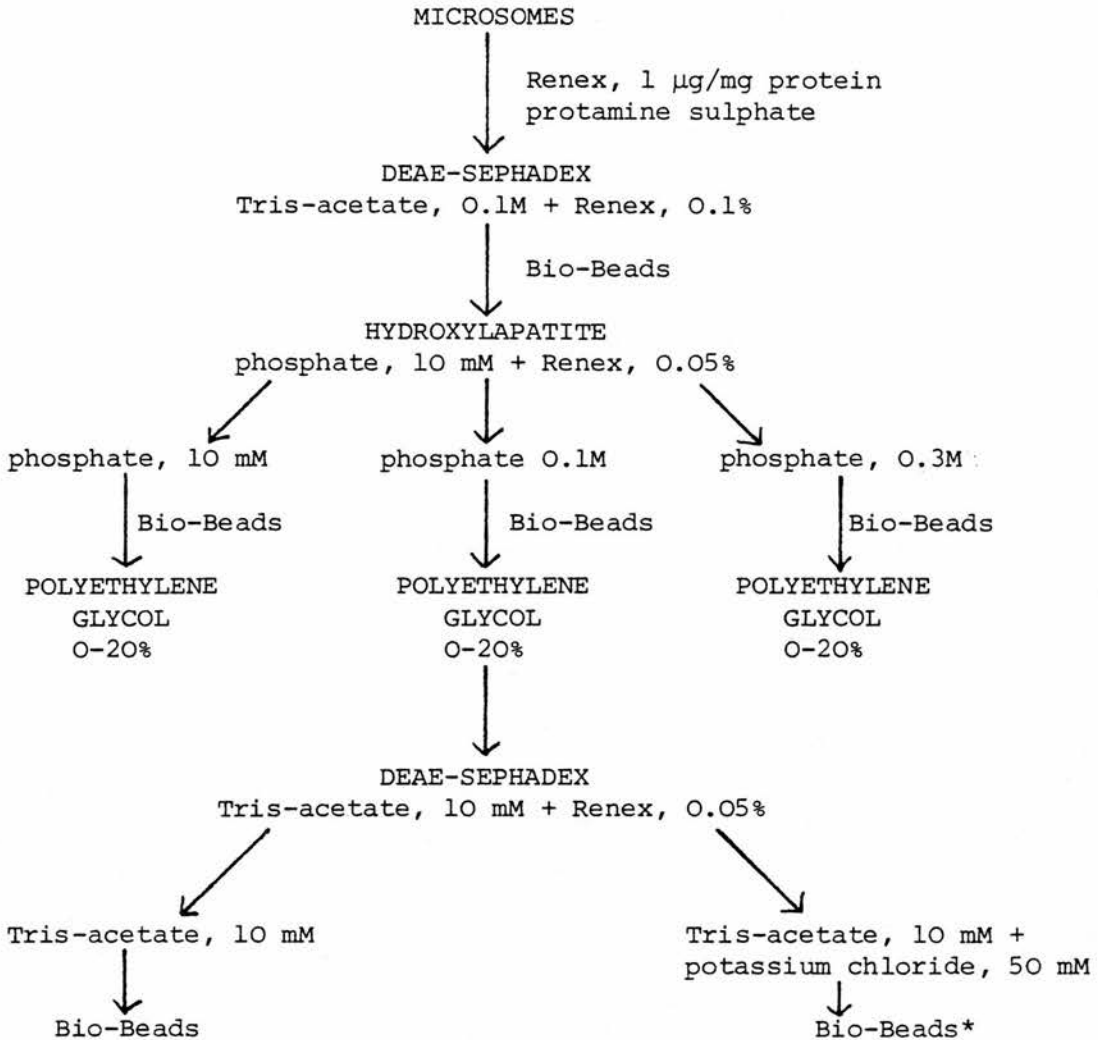 MICROSOMES
Renex, 1 µg/mg protein
protamine sulphate
DEAE-SEPHADEX
Tris-acetate, 0.1M + Renex, 0.1%
Bio-Beads
HYDROXYLAPATITE
phosphate, 10 mM + Renex, 0.05%
phosphate, 10 mM
phosphate 0.1M
phosphate, 0.3M
Bio-Beads
Bio-Beads
Bio-Beads
POLYETHYLENE
GLYCOL
0-20%
POLYETHYLENE
GLYCOL
0-20%
POLYETHYLENE
GLYCOL
0-20%
DEAE-SEPHADEX
Tris-acetate, 10 mM + Renex, 0.05%
Tris-acetate, 10 mM
Tris-acetate, 10 mM +
potassium chloride, 50 mM
Bio-Beads
Bio-Beads*